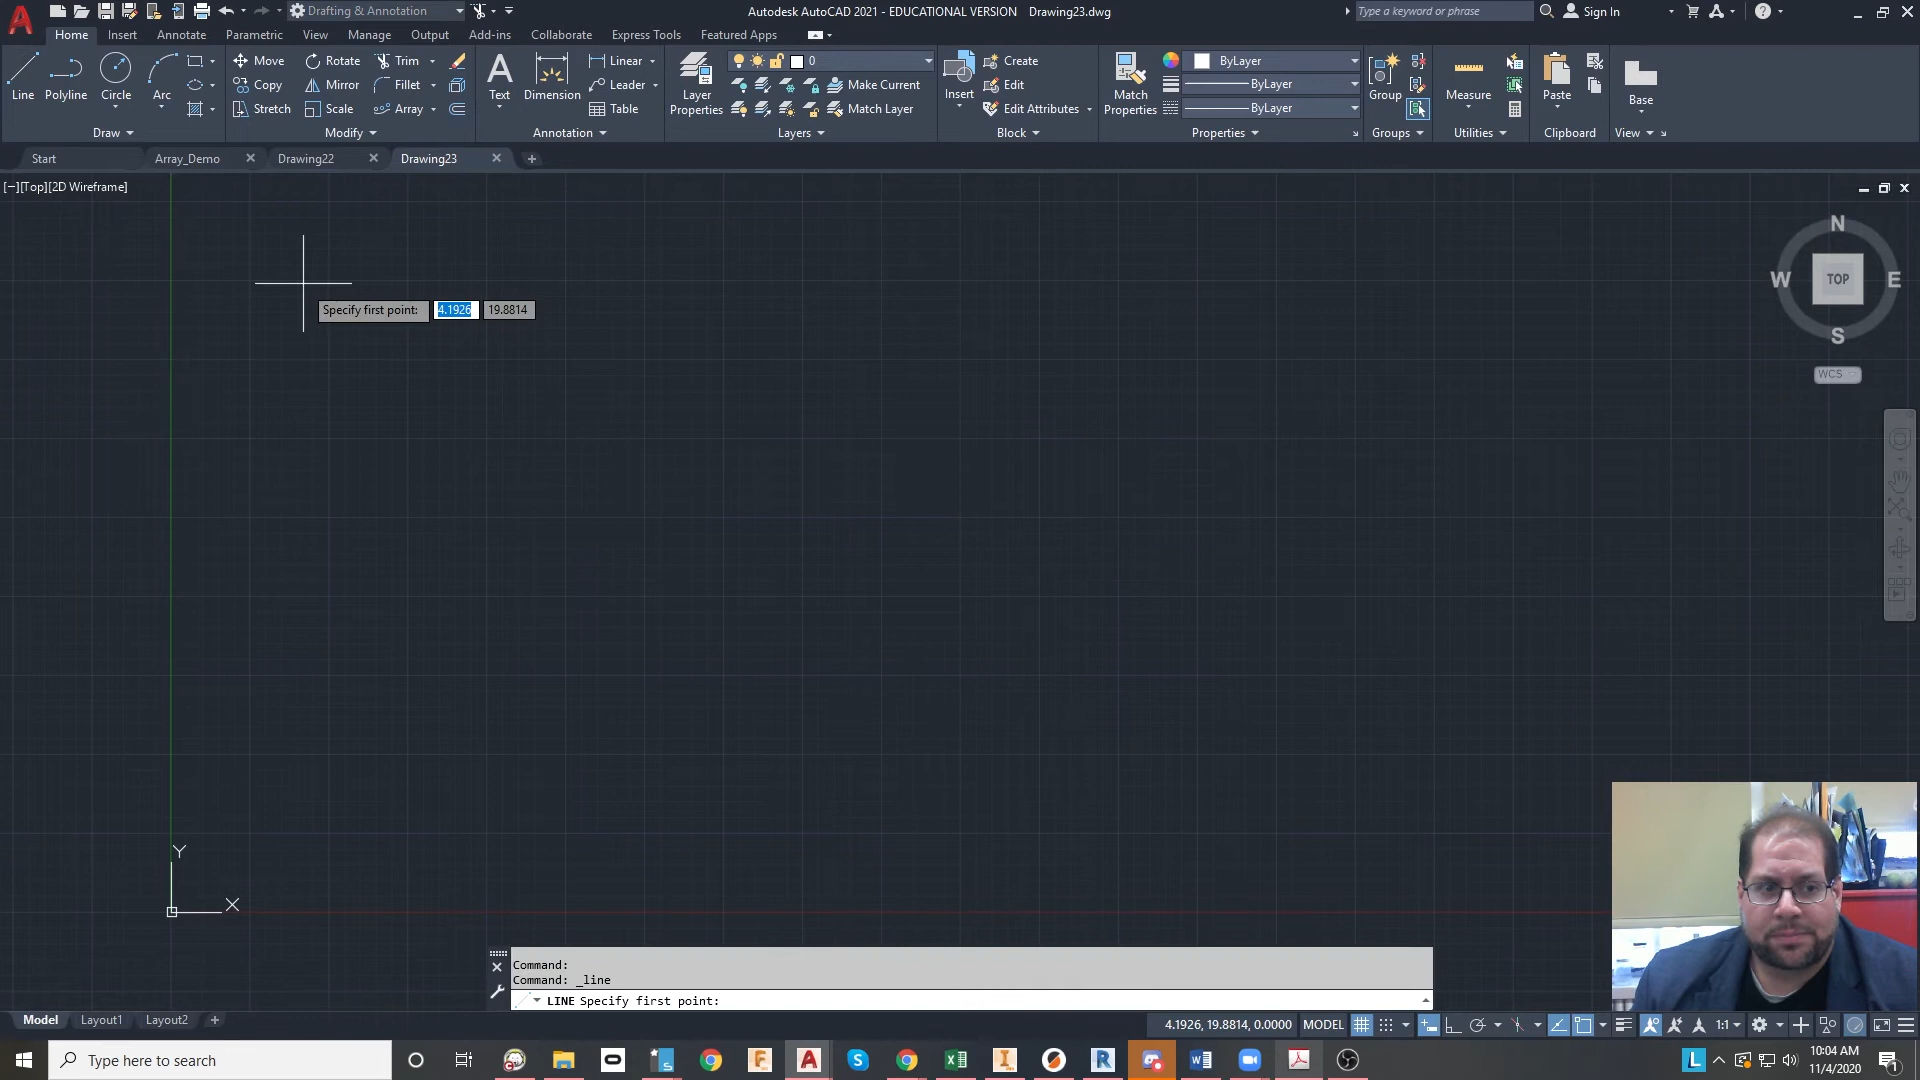 Drafting & Annotation
Autodesk AutoCAD 2021 - EDUCATIONAL VERSION Drawing23.dwg
Type a keyword or phrase
Sign In
Home Insert Annotate Parametric View Manage Output Add-ins Collaborate Express Tools Featured Apps
Line Polyline Circle Arc
Move Rotate Trim
Copy Mirror Fillet
Stretch Scale Array
Text Dimension
Linear
Leader
Table
Layer Properties
0
Make Current
Match Layer
Insert
Create
Edit
Edit Attributes
Match Properties
ByLayer
ByLayer
ByLayer
Group
Measure
Paste
Base
Draw Modify Annotation Layers Block Properties Groups Utilities Clipboard View
Start Array_Demo Drawing22 Drawing23
[−][Top][2D Wireframe]
N
W TOP E
S
WCS
Specify first point: 4.1926 19.8814
Y
X
Command:
Command: _line
LINE Specify first point:
Model Layout1 Layout2
4.1926, 19.8814, 0.0000 MODEL 1:1
Type here to search
10:04 AM
11/4/2020